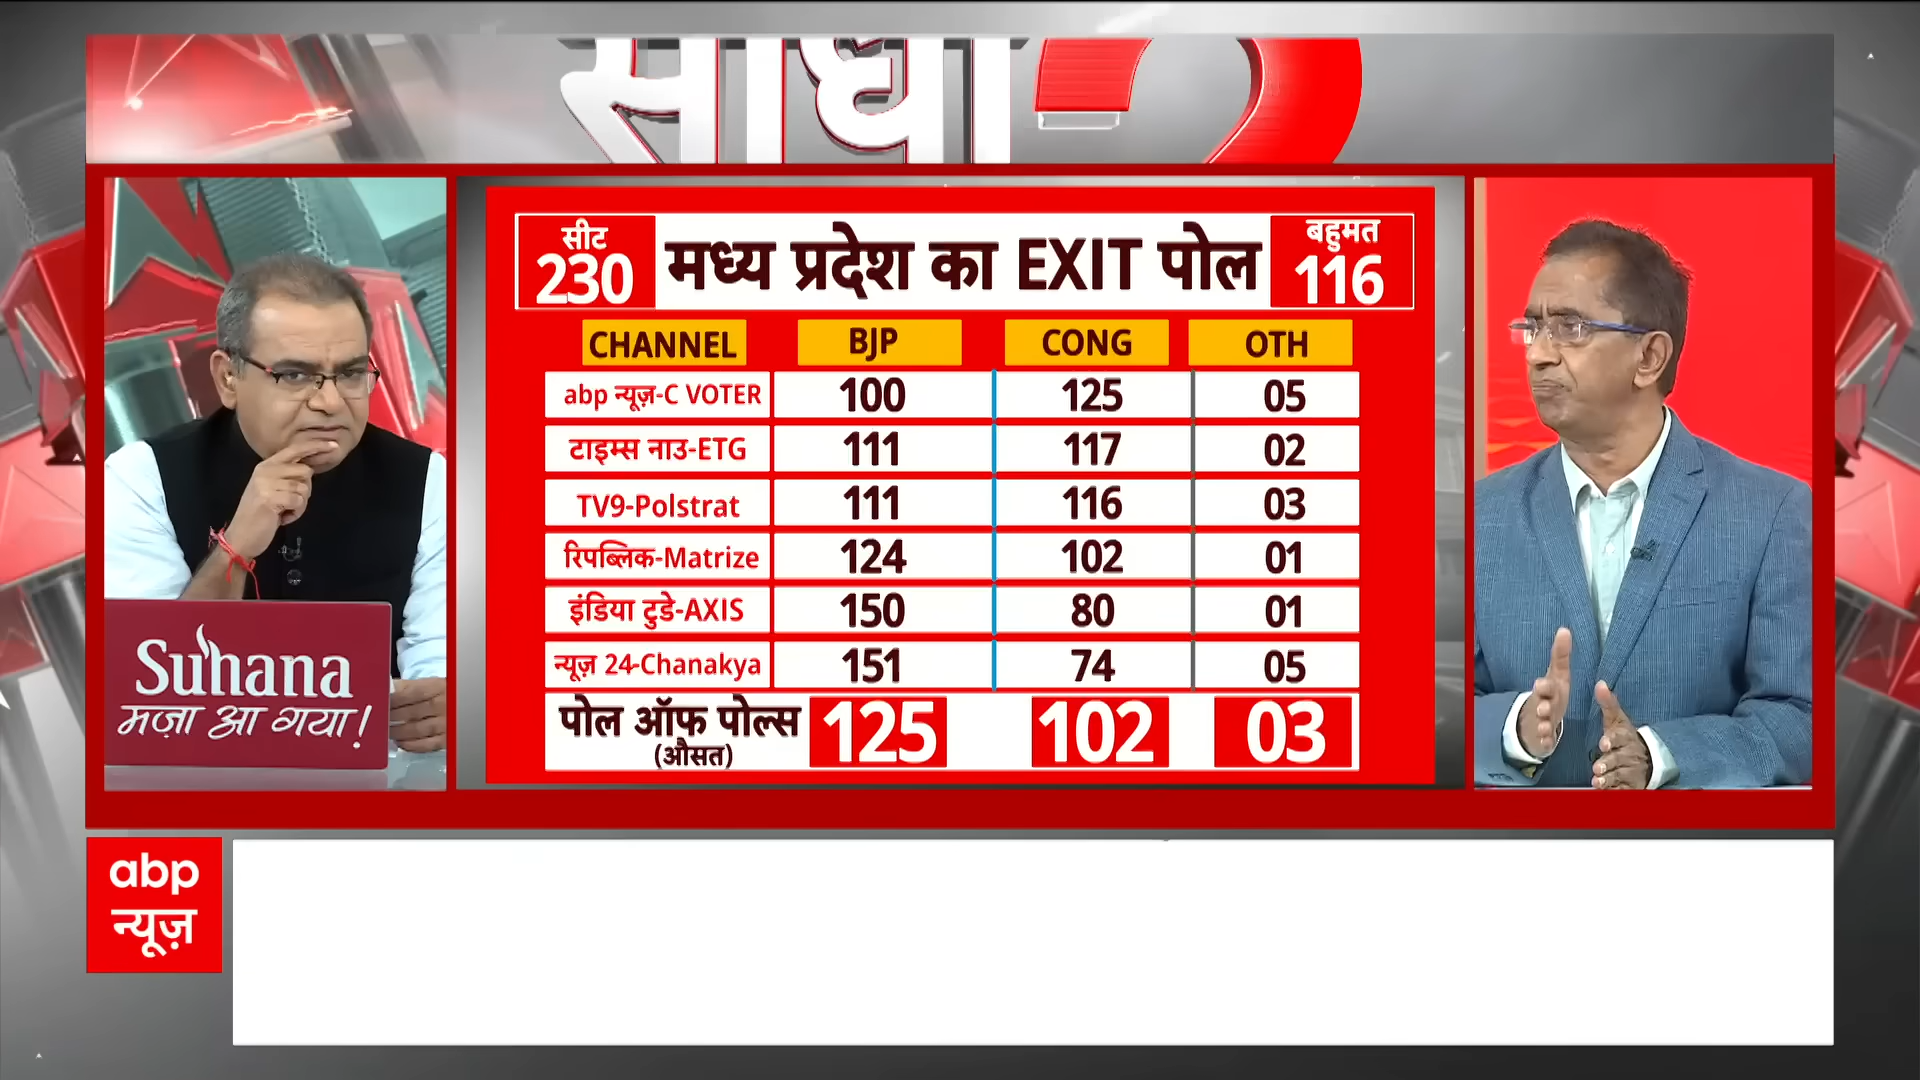 सीधा
सीट
230
मध्य प्रदेश का EXIT पोल
बहुमत
116
CHANNEL BJP CONG OTH
abp न्यूज़-C VOTER 100 125 05
टाइम्स नाउ-ETG 111 117 02
TV9-Polstrat 111 116 03
रिपब्लिक-Matrize 124 102 01
इंडिया टुडे-AXIS 150 80 01
न्यूज़ 24-Chanakya 151 74 05
पोल ऑफ पोल्स 125 102 03
(औसत)
Suhana
मज़ा आ गया!
abp
न्यूज़